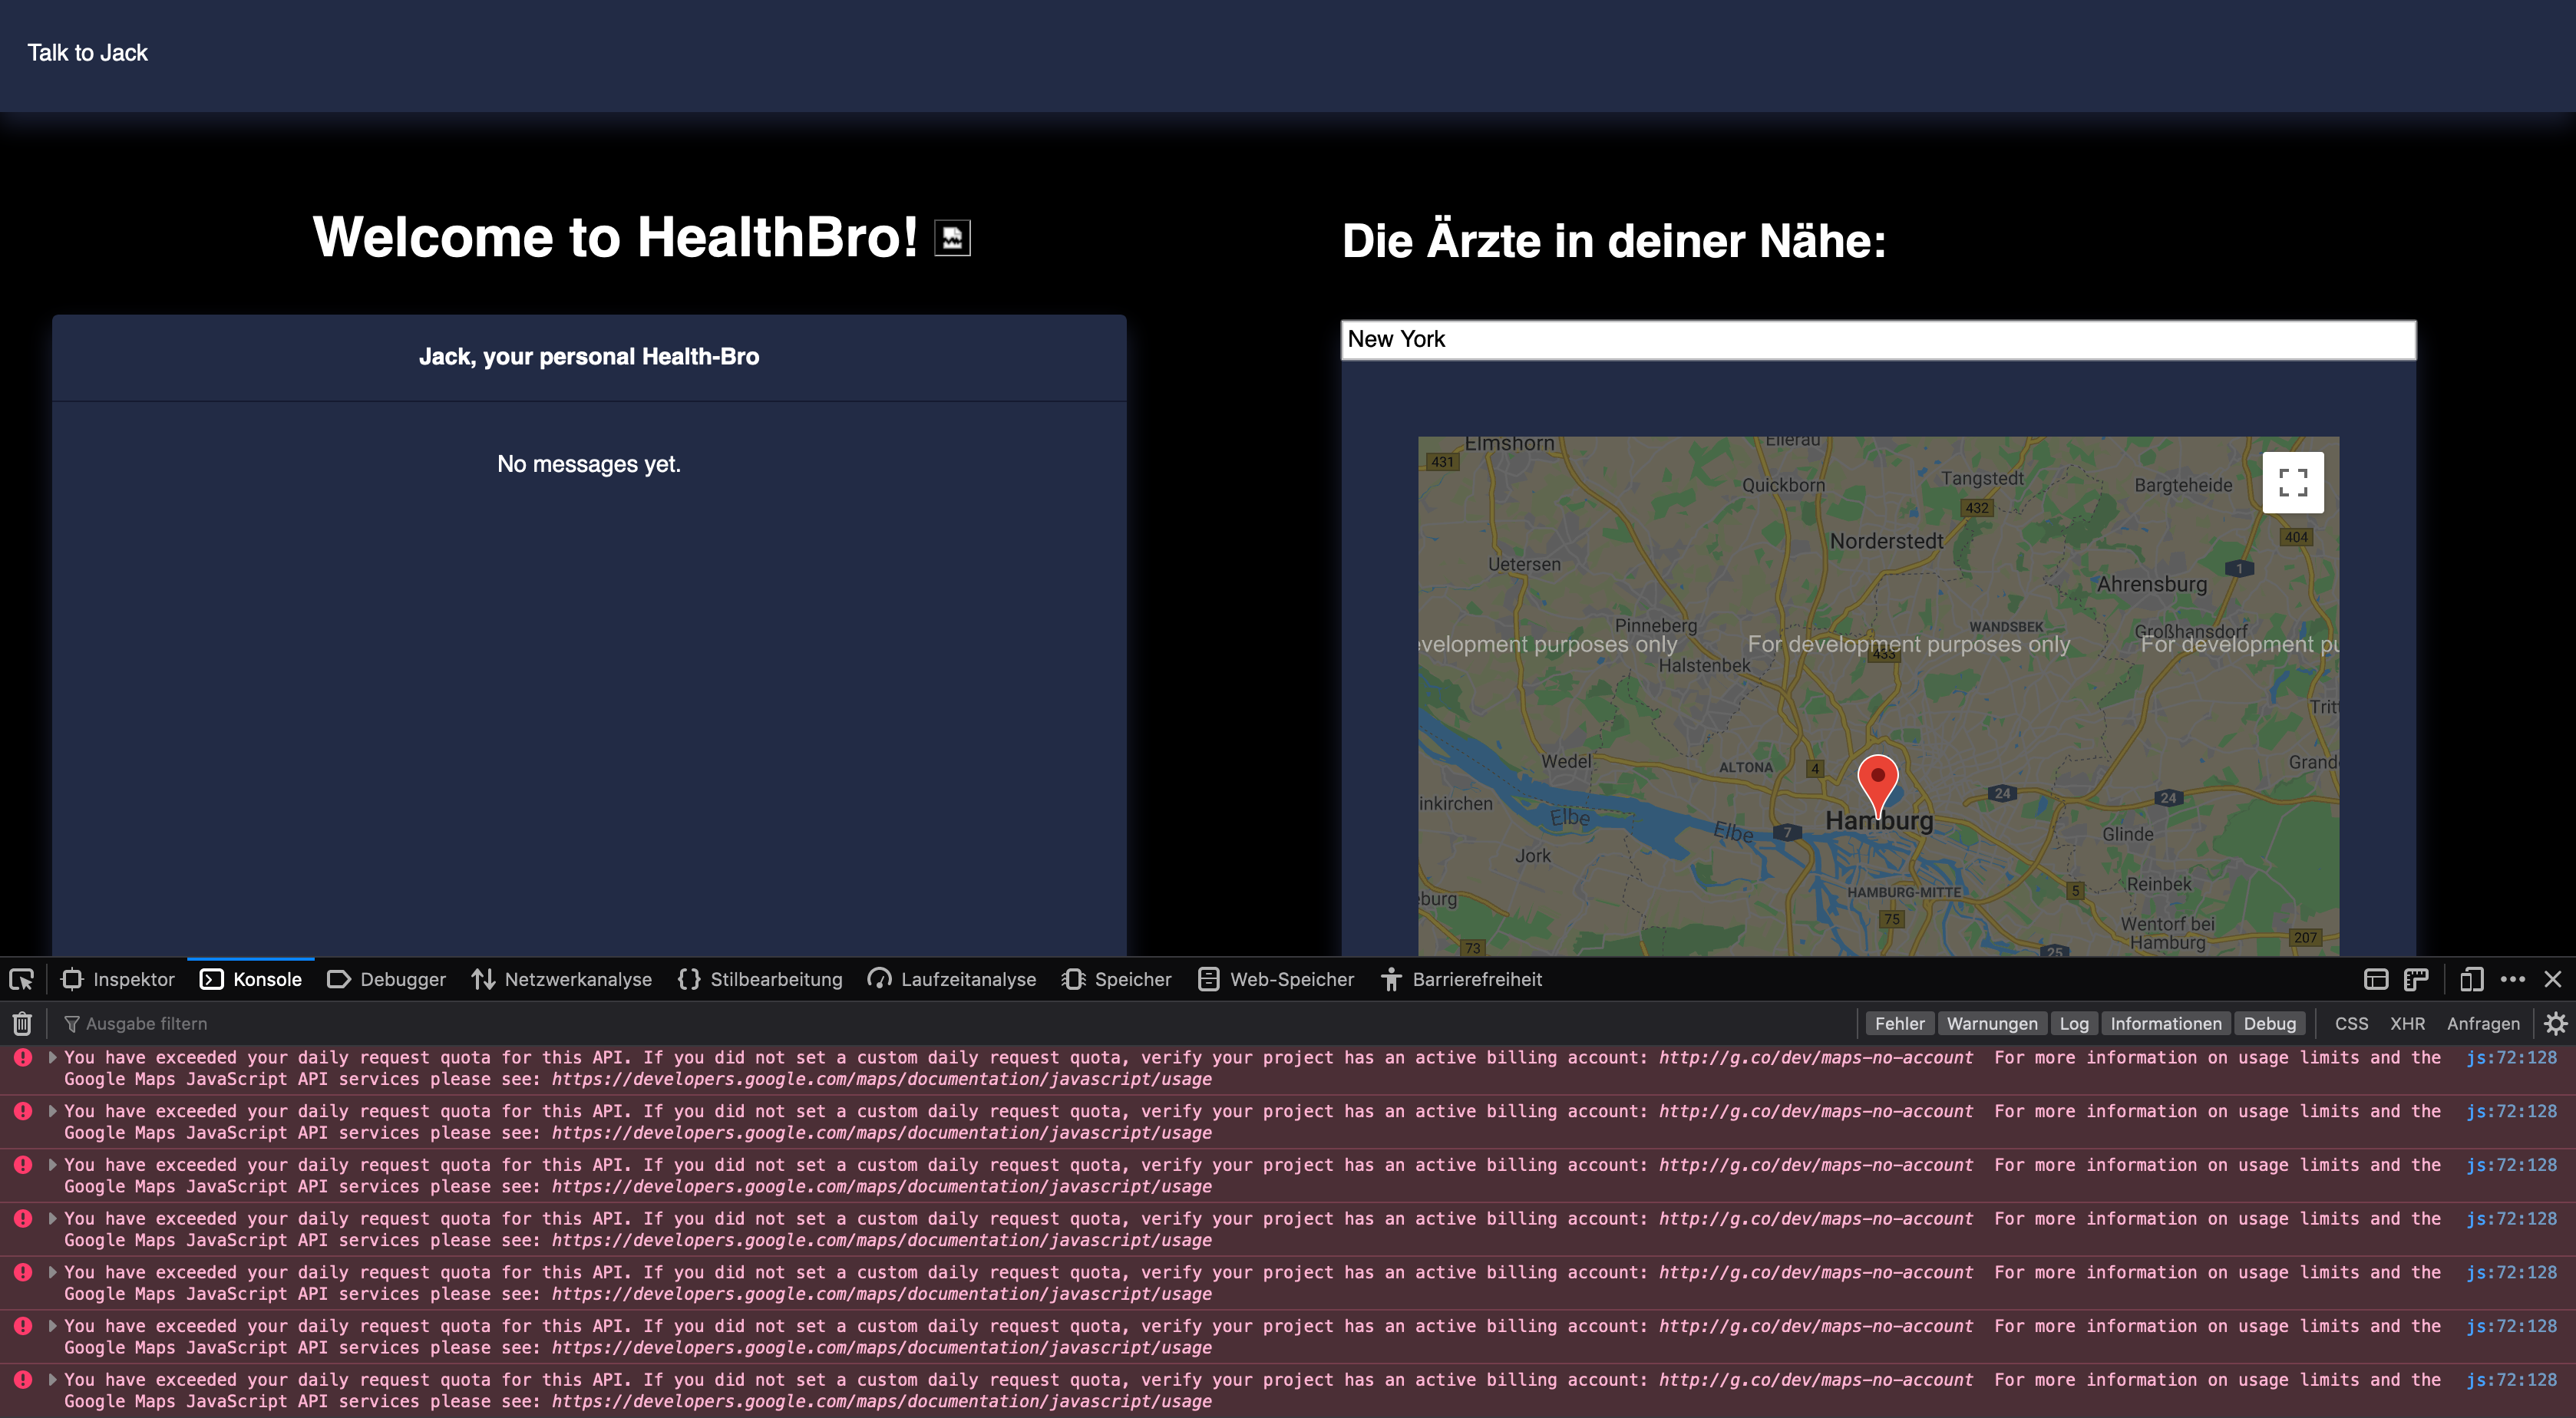 Talk to Jack
Welcome to HealthBro!
Jack, your personal Health-Bro
No messages yet.
Die Ärzte in deiner Nähe:
New York
Elmshorn
Ellerau
431
Quickborn
Tangstedt
Bargteheide
432
404
Norderstedt
Uetersen
1
Ahrensburg
Pinneberg
WANDSBEK
Großhansdorf
evelopment purposes only
For development purposes only
For development pu
433
Halstenbek
Tritt
Wedel
ALTONA
4
Grand
24
24
inkirchen
Elbe
Elbe
7
Hamburg
Glinde
Jork
HAMBURG-MITTE
5
Reinbek
burg
75
Wentorf bei
Hamburg
73
25
207
Inspektor Konsole Debugger Netzwerkanalyse Stilbearbeitung Laufzeitanalyse Speicher Web-Speicher Barrierefreiheit
Ausgabe filtern Fehler Warnungen Log Informationen Debug CSS XHR Anfragen
You have exceeded your daily request quota for this API. If you did not set a custom daily request quota, verify your project has an active billing account: http://g.co/dev/maps-no-account For more information on usage limits and the js:72:128
Google Maps JavaScript API services please see: https://developers.google.com/maps/documentation/javascript/usage
You have exceeded your daily request quota for this API. If you did not set a custom daily request quota, verify your project has an active billing account: http://g.co/dev/maps-no-account For more information on usage limits and the js:72:128
Google Maps JavaScript API services please see: https://developers.google.com/maps/documentation/javascript/usage
You have exceeded your daily request quota for this API. If you did not set a custom daily request quota, verify your project has an active billing account: http://g.co/dev/maps-no-account For more information on usage limits and the js:72:128
Google Maps JavaScript API services please see: https://developers.google.com/maps/documentation/javascript/usage
You have exceeded your daily request quota for this API. If you did not set a custom daily request quota, verify your project has an active billing account: http://g.co/dev/maps-no-account For more information on usage limits and the js:72:128
Google Maps JavaScript API services please see: https://developers.google.com/maps/documentation/javascript/usage
You have exceeded your daily request quota for this API. If you did not set a custom daily request quota, verify your project has an active billing account: http://g.co/dev/maps-no-account For more information on usage limits and the js:72:128
Google Maps JavaScript API services please see: https://developers.google.com/maps/documentation/javascript/usage
You have exceeded your daily request quota for this API. If you did not set a custom daily request quota, verify your project has an active billing account: http://g.co/dev/maps-no-account For more information on usage limits and the js:72:128
Google Maps JavaScript API services please see: https://developers.google.com/maps/documentation/javascript/usage
You have exceeded your daily request quota for this API. If you did not set a custom daily request quota, verify your project has an active billing account: http://g.co/dev/maps-no-account For more information on usage limits and the js:72:128
Google Maps JavaScript API services please see: https://developers.google.com/maps/documentation/javascript/usage